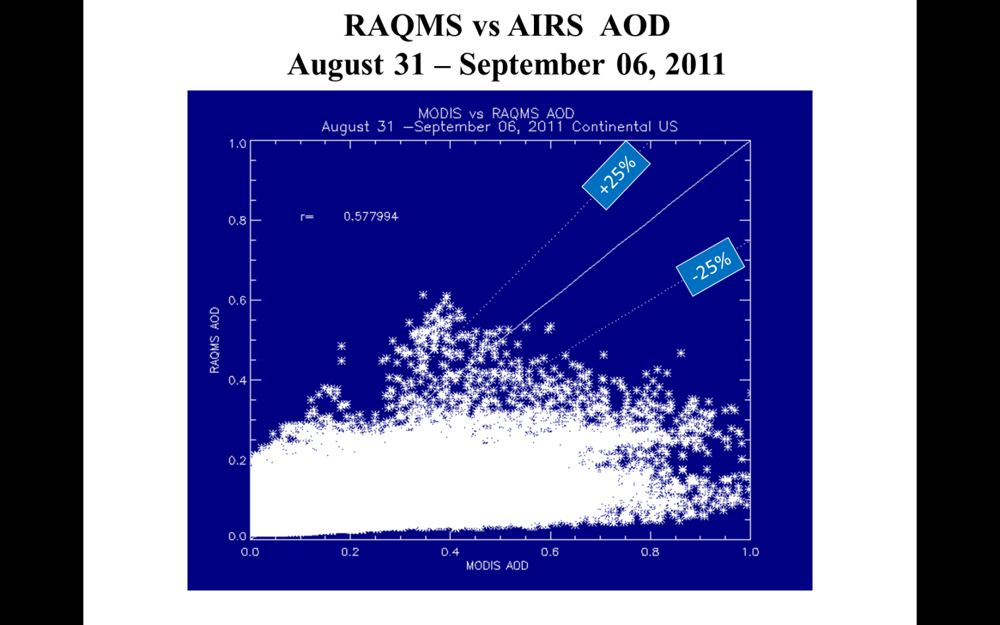 RAQMS vs AIRS AOD
August 31 – September 06, 2011
MODIS vs RAQMS AOD
August 31 –September 06, 2011 Continental US
+25%
-25%
r= 0.577994
1.0
0.8
0.6
0.4
0.2
0.0
RAQMS AOD
0.0 0.2 0.4 0.6 0.8 1.0
MODIS AOD